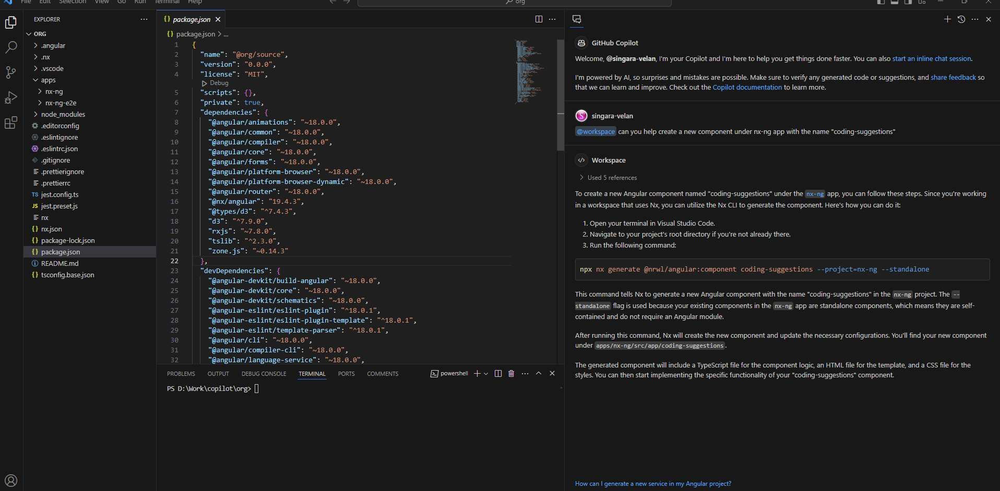 File Edit Selection View Go Run Terminal Help
org
EXPLORER
ORG
.angular
.nx
.vscode
apps
nx-ng
nx-ng-e2e
node_modules
.editorconfig
.eslintignore
.eslintrc.json
.gitignore
.prettierignore
.prettierrc
TS jest.config.ts
JS jest.preset.js
nx
{} nx.json
{} package-lock.json
{} package.json
README.md
{} tsconfig.base.json
{} package.json
{} package.json > ...
1 {
2 "name": "@org/source",
3 "version": "0.0.0",
4 "license": "MIT",
Debug
5 "scripts": {},
6 "private": true,
7 "dependencies": {
8 "@angular/animations": "~18.0.0",
9 "@angular/common": "~18.0.0",
10 "@angular/compiler": "~18.0.0",
11 "@angular/core": "~18.0.0",
12 "@angular/forms": "~18.0.0",
13 "@angular/platform-browser": "~18.0.0",
14 "@angular/platform-browser-dynamic": "~18.0.0",
15 "@angular/router": "~18.0.0",
16 "@nx/angular": "19.4.3",
17 "@types/d3": "^7.4.3",
18 "d3": "^7.9.0",
19 "rxjs": "~7.8.0",
20 "tslib": "^2.3.0",
21 "zone.js": "~0.14.3"
22 },
23 "devDependencies": {
24 "@angular-devkit/build-angular": "~18.0.0",
25 "@angular-devkit/core": "~18.0.0",
26 "@angular-devkit/schematics": "~18.0.0",
27 "@angular-eslint/eslint-plugin": "^18.0.1",
28 "@angular-eslint/eslint-plugin-template": "^18.0.1",
29 "@angular-eslint/template-parser": "^18.0.1",
30 "@angular/cli": "~18.0.0",
31 "@angular/compiler-cli": "~18.0.0",
32 "@angular/language-service": "~18.0.0",
PROBLEMS OUTPUT DEBUG CONSOLE TERMINAL PORTS COMMENTS powershell
PS D:\Work\copilot\org>
GitHub Copilot
Welcome, @singara-velan, I'm your Copilot and I'm here to help you get things done faster. You can also start an inline chat session.
I'm powered by AI, so surprises and mistakes are possible. Make sure to verify any generated code or suggestions, and share feedback so
that we can learn and improve. Check out the Copilot documentation to learn more.
S singara-velan
@workspace can you help create a new component under nx-ng app with the name "coding-suggestions"
Workspace
Used 5 references
To create a new Angular component named "coding-suggestions" under the nx-ng app, you can follow these steps. Since you're working
in a workspace that uses Nx, you can utilize the Nx CLI to generate the component. Here's how you can do it:
1. Open your terminal in Visual Studio Code.
2. Navigate to your project's root directory if you're not already there.
3. Run the following command:
npx nx generate @nrwl/angular:component coding-suggestions --project=nx-ng --standalone
This command tells Nx to generate a new Angular component with the name "coding-suggestions" in the nx-ng project. The --
standalone flag is used because your existing components in the nx-ng app are standalone components, which means they are self-
contained and do not require an Angular module.
After running this command, Nx will create the new component and update the necessary configurations. You'll find your new component
under apps/nx-ng/src/app/coding-suggestions.
The generated component will include a TypeScript file for the component logic, an HTML file for the template, and a CSS file for the
styles. You can then start implementing the specific functionality of your "coding-suggestions" component.
How can I generate a new service in my Angular project?